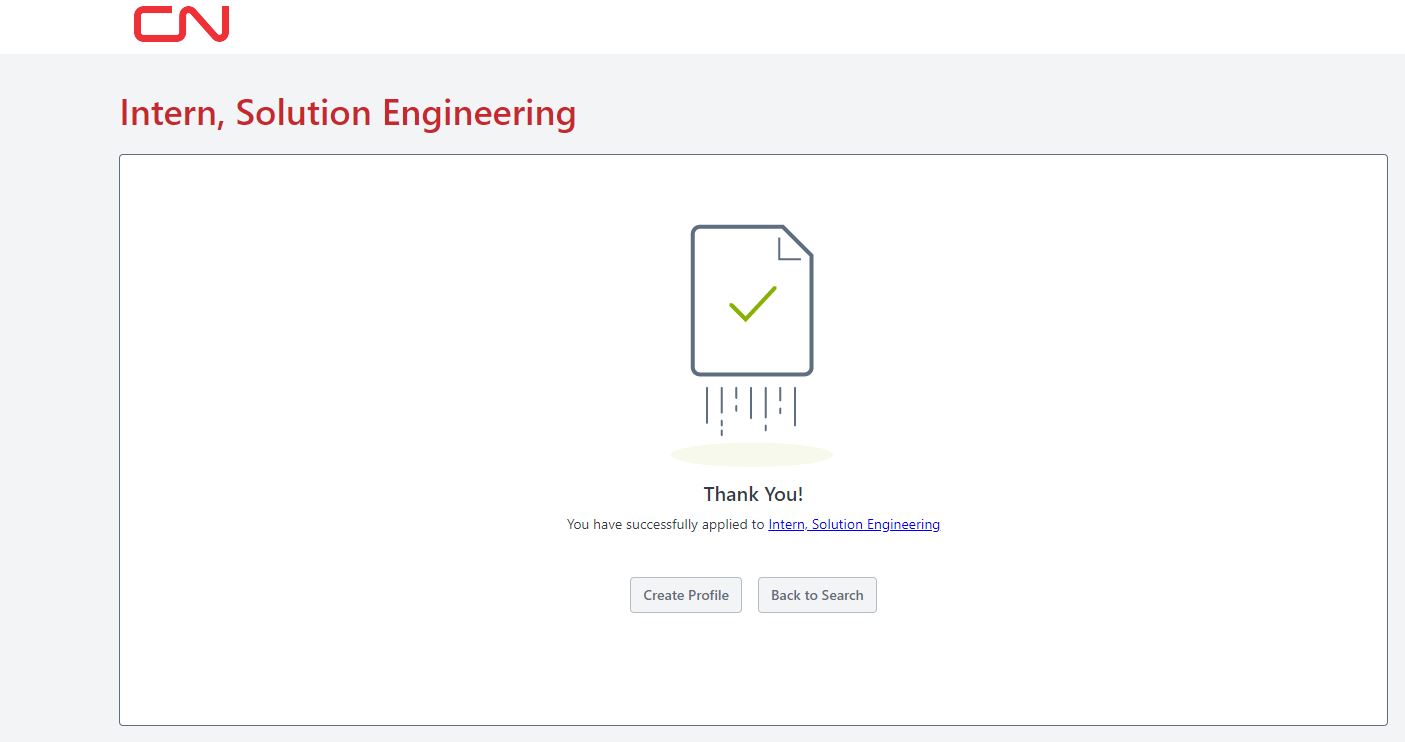 CN
Intern, Solution Engineering
Thank You!
You have successfully applied to Intern, Solution Engineering
Create Profile
Back to Search